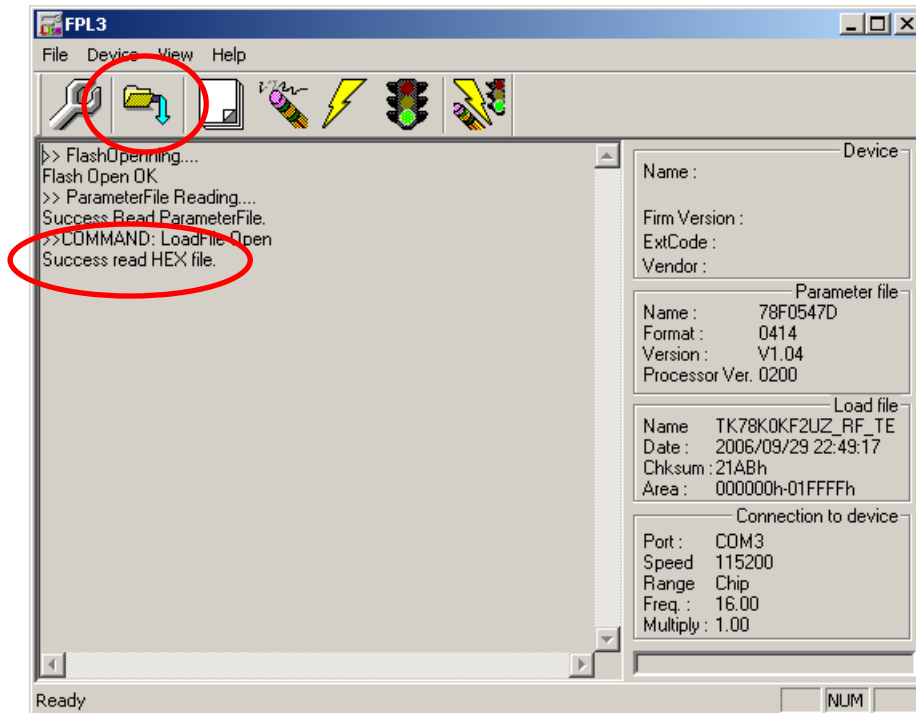 FPL3
File Device View Help
>> FlashOpenning....
Flash Open OK
>> ParameterFile Reading....
Success Read ParameterFile.
>>COMMAND: LoadFile Open
Success read HEX file.
Device
Name :
Firm Version :
ExtCode :
Vendor :
Parameter file
Name : 78F0547D
Format : 0414
Version : V1.04
Processor Ver. 0200
Load file
Name TK78K0KF2UZ_RF_TE
Date : 2006/09/29 22:49:17
Chksum : 21ABh
Area : 000000h-01FFFFh
Connection to device
Port : COM3
Speed 115200
Range Chip
Freq. : 16.00
Multiply : 1.00
Ready
NUM